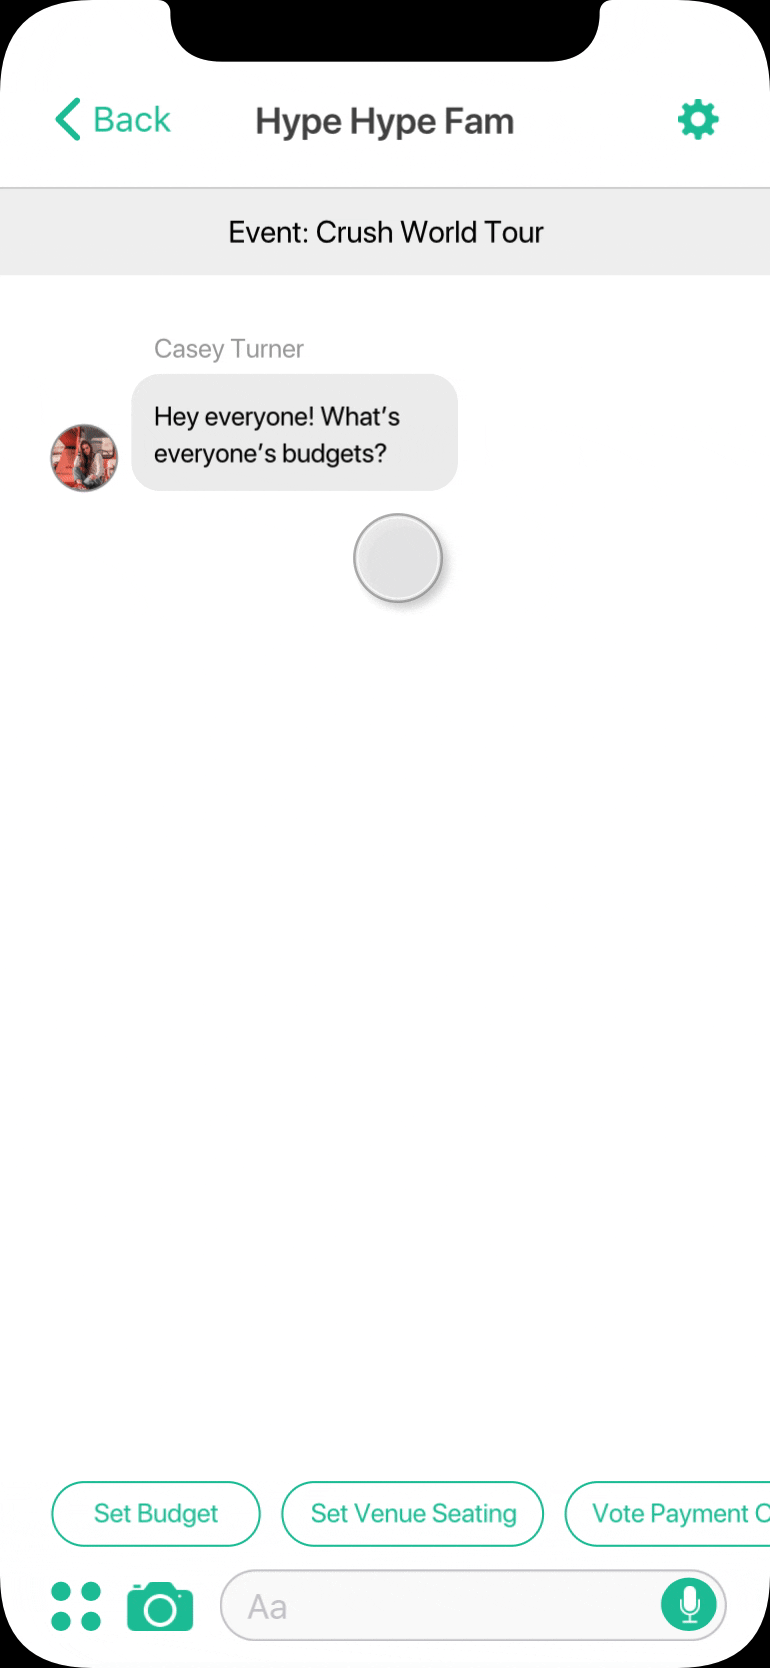 Back
Hype Hype Fam
Event: Crush World Tour
Casey Turner
Hey everyone! What’s
everyone’s budgets?
Set Budget
Set Venue Seating
Vote Payment
Aa